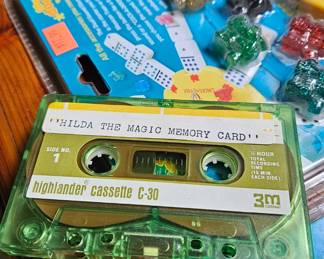 "HILDA THE MAGIC MEMORY CARD"
SIDE NO.
1
½ HOUR
TOTAL
RECORDING
TIME
(15 MIN.
EACH SIDE)
highlander cassette C-30
3m